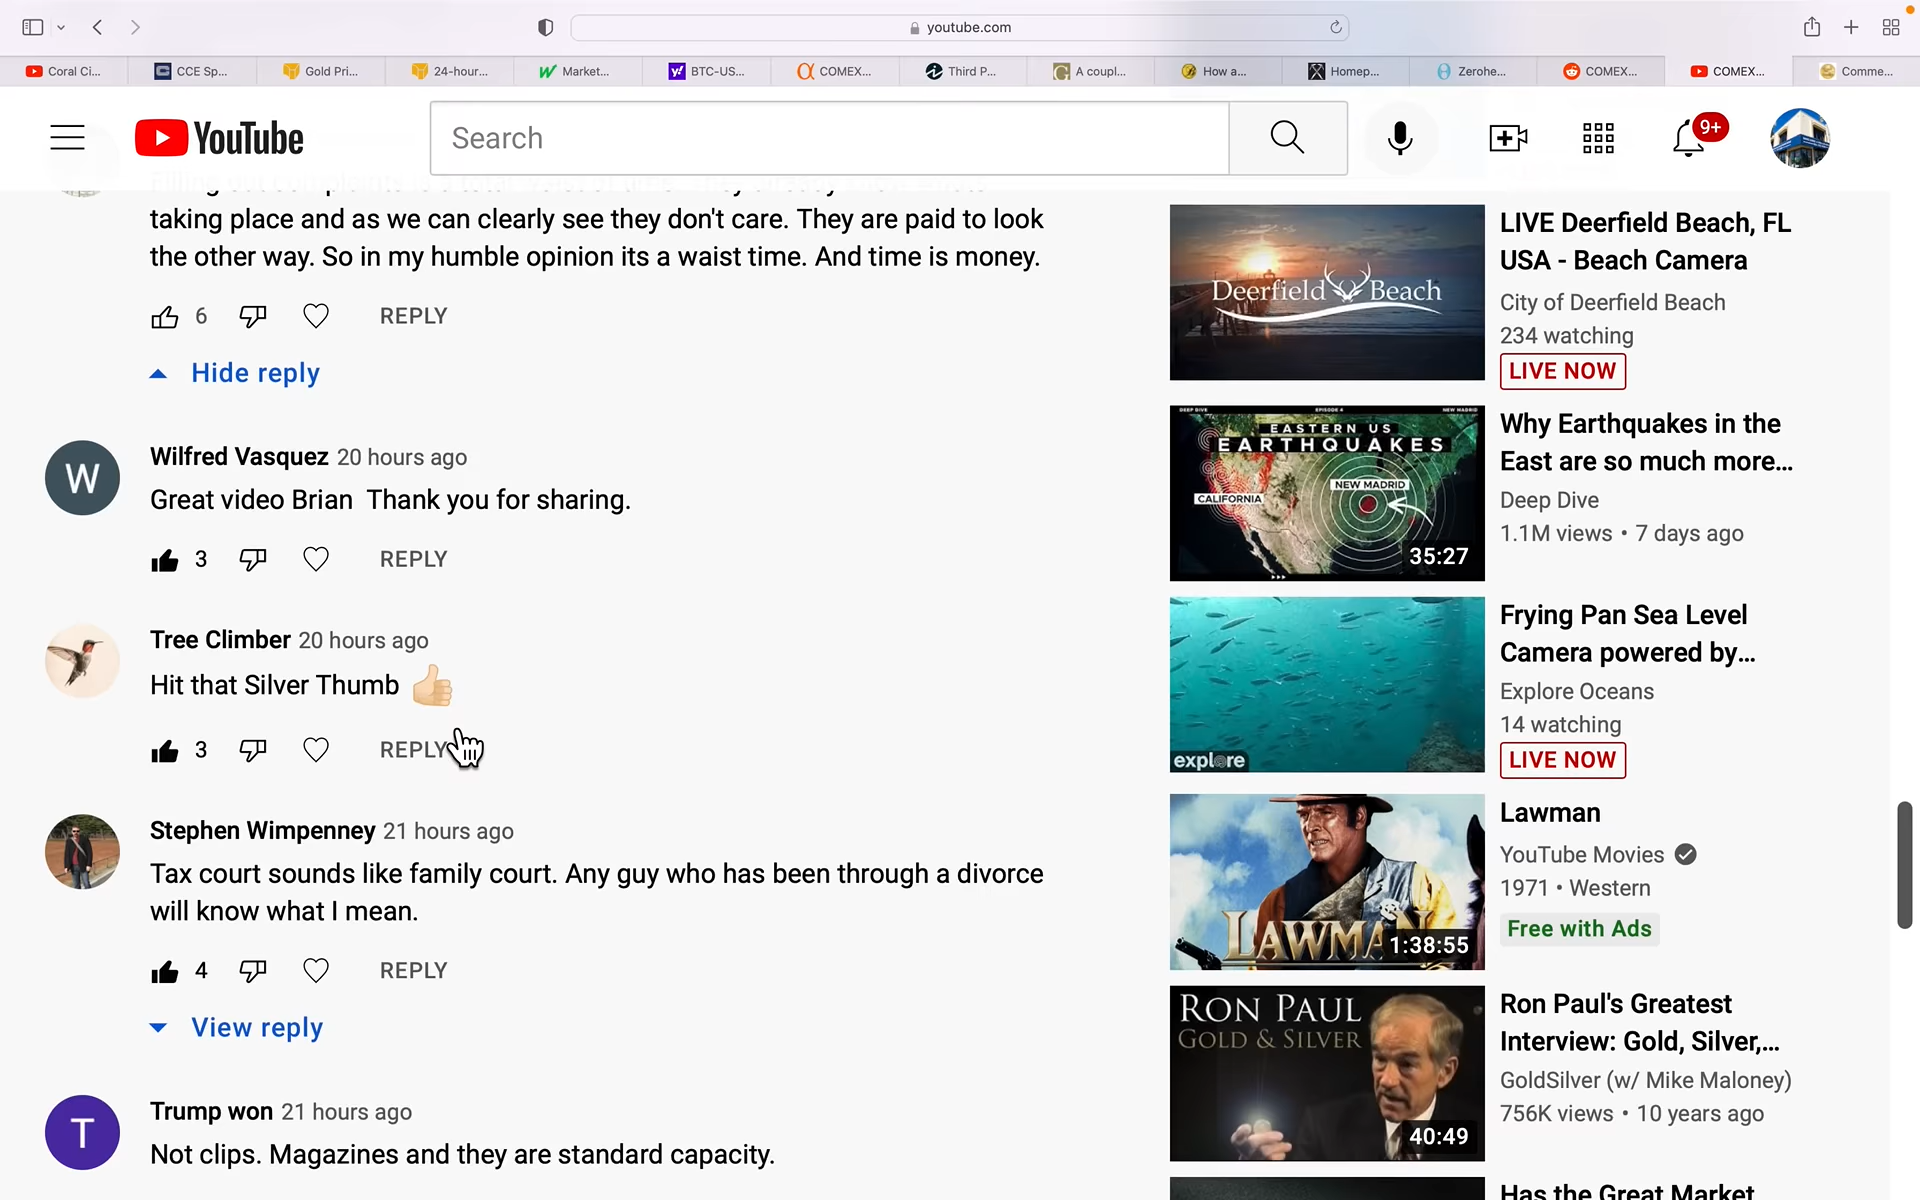 youtube.com
Coral Ci...
CCE Sp...
Gold Pri...
24-hour...
Market...
BTC-US...
COMEX...
Third P...
A coupl...
How a...
Homep...
Zerohe...
COMEX...
COMEX...
Comme...
YouTube
Search
9+
taking place and as we can clearly see they don't care. They are paid to look
the other way. So in my humble opinion its a waist time. And time is money.
6 REPLY
Hide reply
W
Wilfred Vasquez 20 hours ago
Great video Brian  Thank you for sharing.
3 REPLY
Tree Climber 20 hours ago
Hit that Silver Thumb 👍🏻
3 REPLY
Stephen Wimpenney 21 hours ago
Tax court sounds like family court. Any guy who has been through a divorce
will know what I mean.
4 REPLY
View reply
T
Trump won 21 hours ago
Not clips. Magazines and they are standard capacity.
Deerfield Beach
LIVE Deerfield Beach, FL
USA - Beach Camera
City of Deerfield Beach
234 watching
LIVE NOW
DEEP DIVE
EPISODE 4
NEW MADRID
EASTERN US
EARTHQUAKES
NEW MADRID
CALIFORNIA
35:27
Why Earthquakes in the
East are so much more...
Deep Dive
1.1M views • 7 days ago
explore
Frying Pan Sea Level
Camera powered by...
Explore Oceans
14 watching
LIVE NOW
LAWMAN
1:38:55
Lawman
YouTube Movies
1971 • Western
Free with Ads
RON PAUL
GOLD & SILVER
40:49
Ron Paul's Greatest
Interview: Gold, Silver,...
GoldSilver (w/ Mike Maloney)
756K views • 10 years ago
Has the Great Market